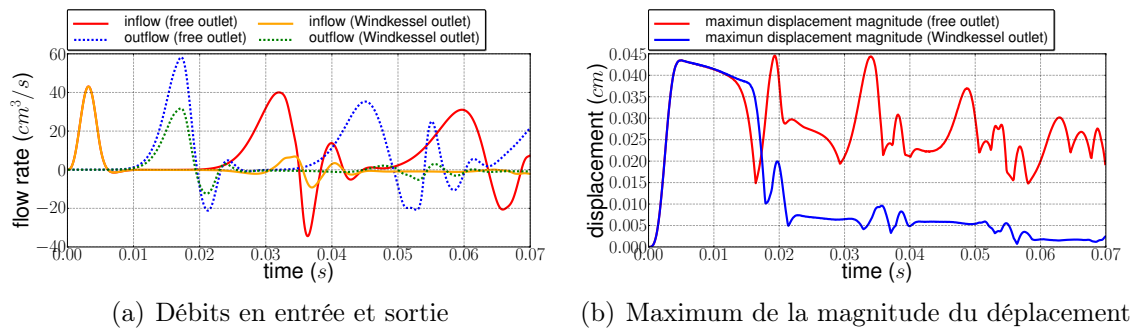 inflow (free outlet)
outflow (free outlet)
inflow (Windkessel outlet)
outflow (Windkessel outlet)
60
40
20
0
−20
−40
0.00 0.01 0.02 0.03 0.04 0.05 0.06 0.07
flow rate (cm³/s)
time (s)
(a) Débits en entrée et sortie
maximun displacement magnitude (free outlet)
maximun displacement magnitude (Windkessel outlet)
0.045
0.040
0.035
0.030
0.025
0.020
0.015
0.010
0.005
0.000
0.00 0.01 0.02 0.03 0.04 0.05 0.06 0.07
displacement (cm)
time (s)
(b) Maximum de la magnitude du déplacement